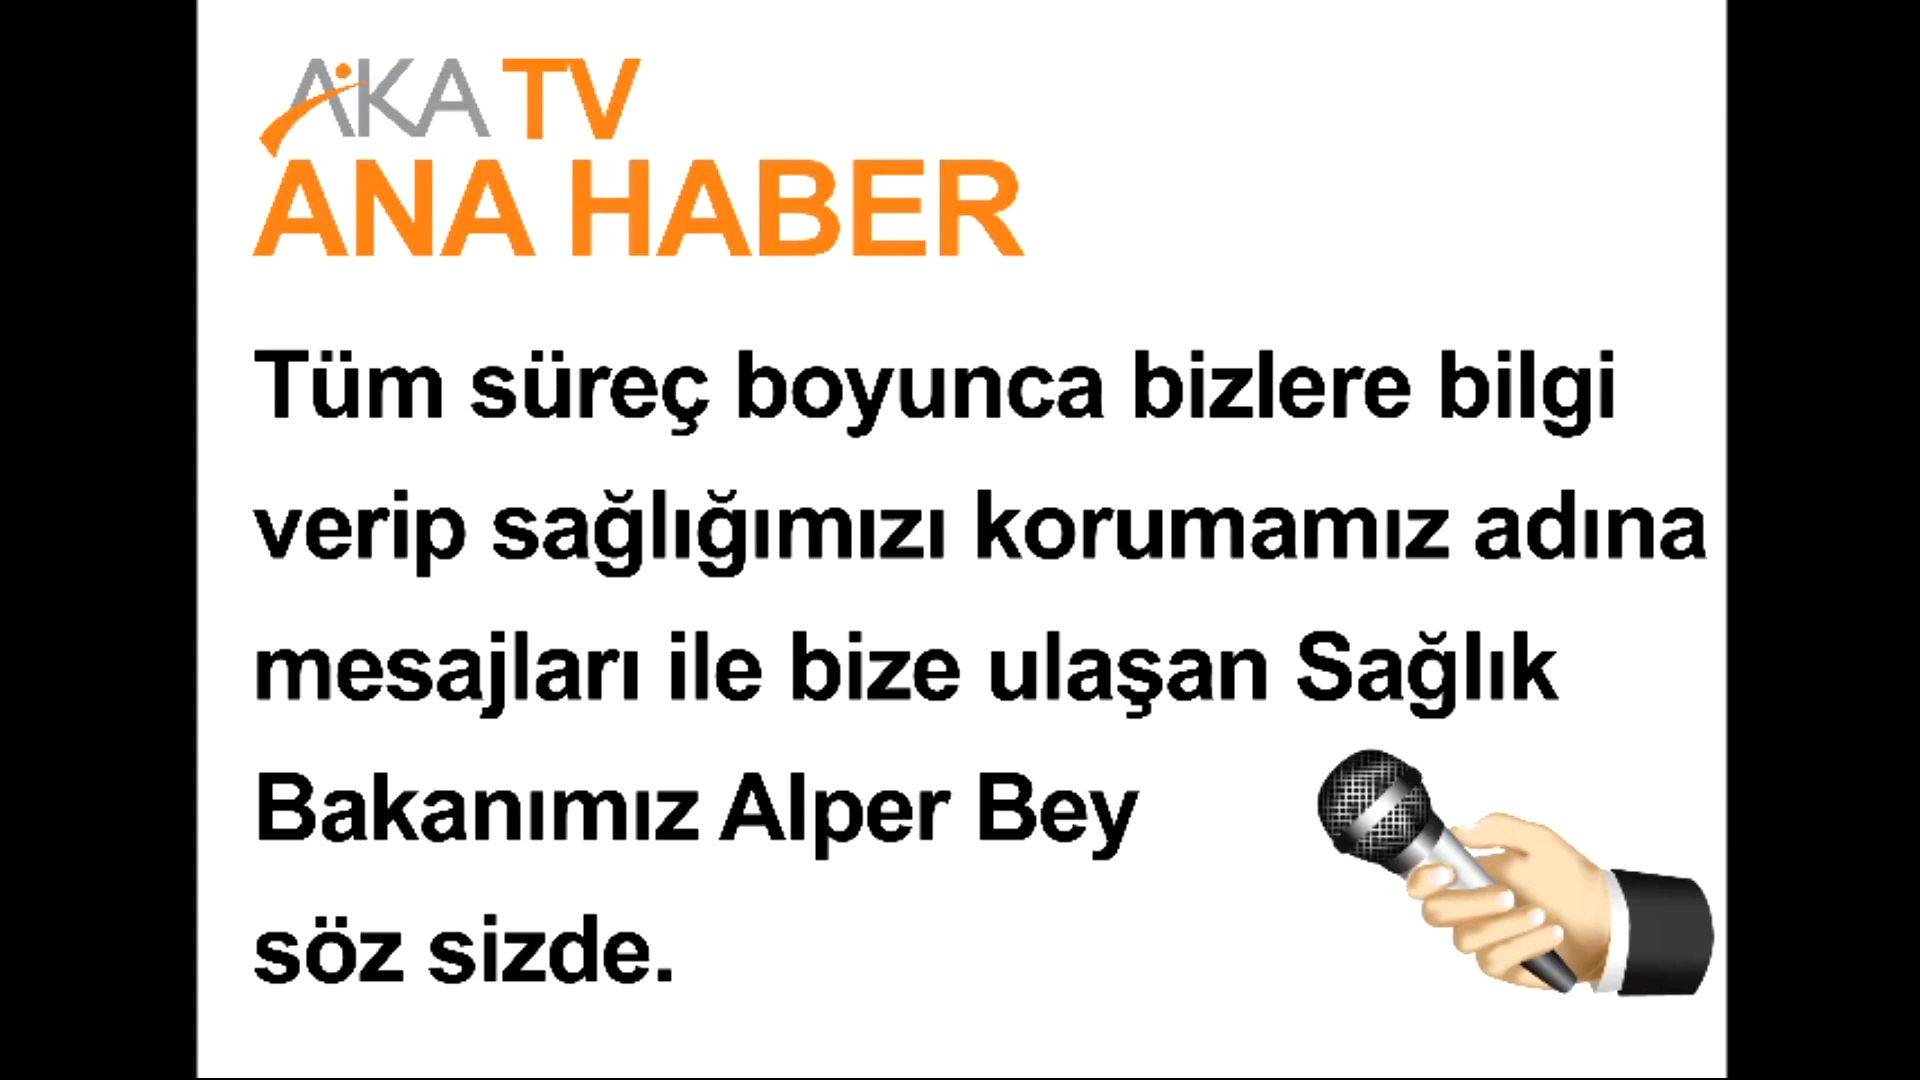 AKA TV
ANA HABER
Tüm süreç boyunca bizlere bilgi
verip sağlığımızı korumamız adına
mesajları ile bize ulaşan Sağlık
Bakanımız Alper Bey
söz sizde.